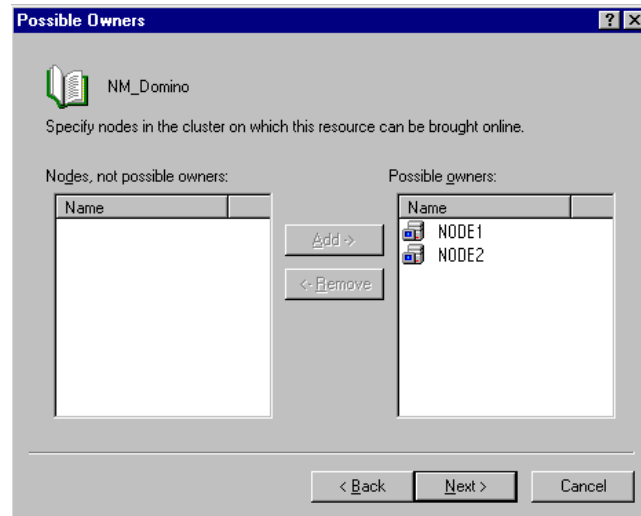 Possible Owners
NM_Domino
Specify nodes in the cluster on which this resource can be brought online.
Nodes, not possible owners:
Possible owners:
Name
Name
NODE1
NODE2
Add ->
<- Remove
< Back
Next >
Cancel